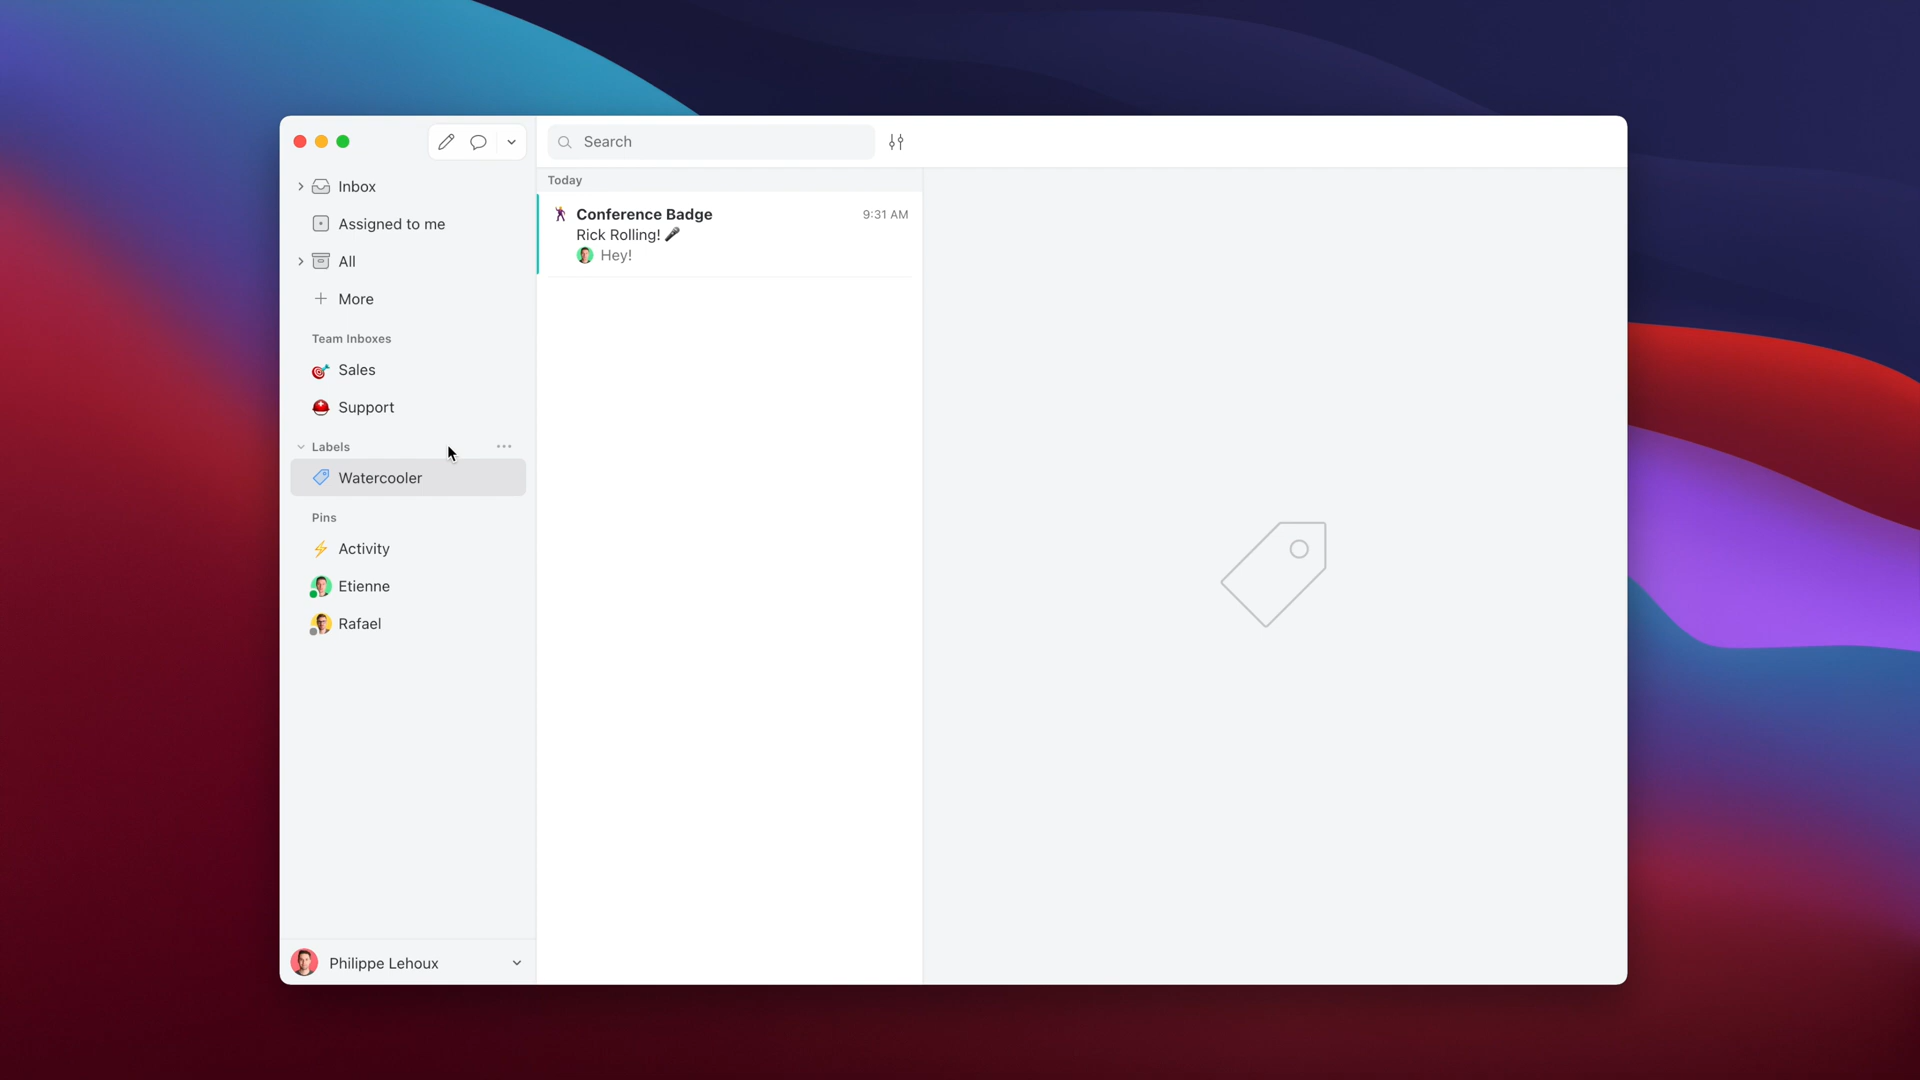 Search
Inbox
Assigned to me
All
More
Team Inboxes
Sales
Support
Labels
Watercooler
Pins
Activity
Etienne
Rafael
Philippe Lehoux
Today
Conference Badge 9:31 AM
Rick Rolling! 🎤
Hey!